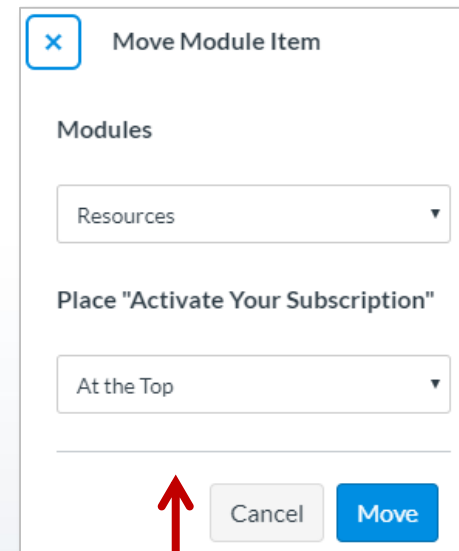 × Move Module Item
Modules
Resources
Place "Activate Your Subscription"
At the Top
Cancel Move